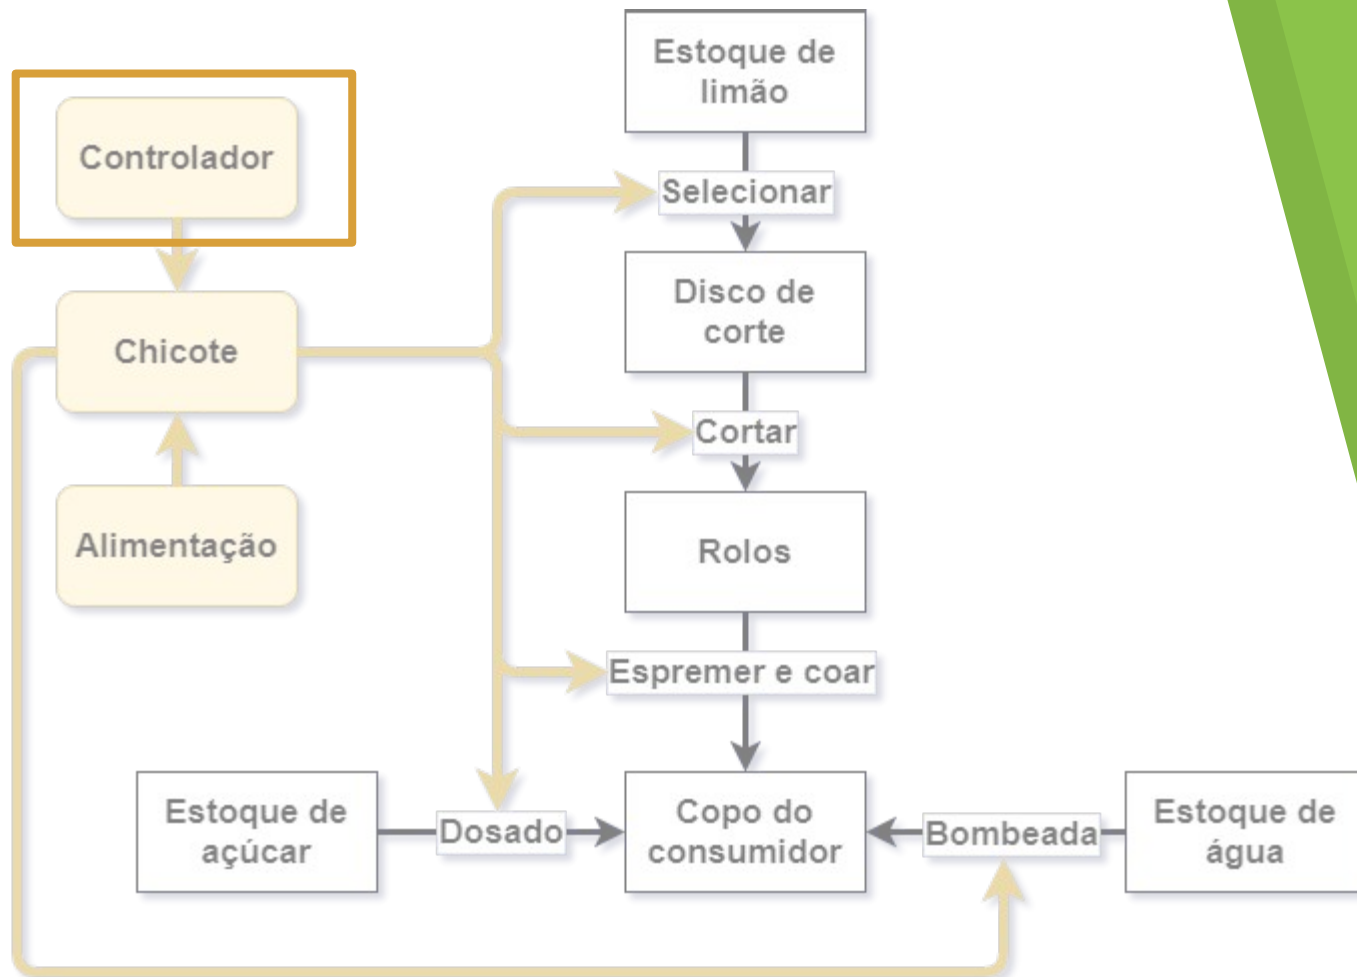 Estoque de
limão
Controlador
Selecionar
Disco de
corte
Chicote
Cortar
Alimentação
Rolos
Espremer e coar
Estoque de
açúcar
Dosado
Copo do
consumidor
Bombeada
Estoque de
água